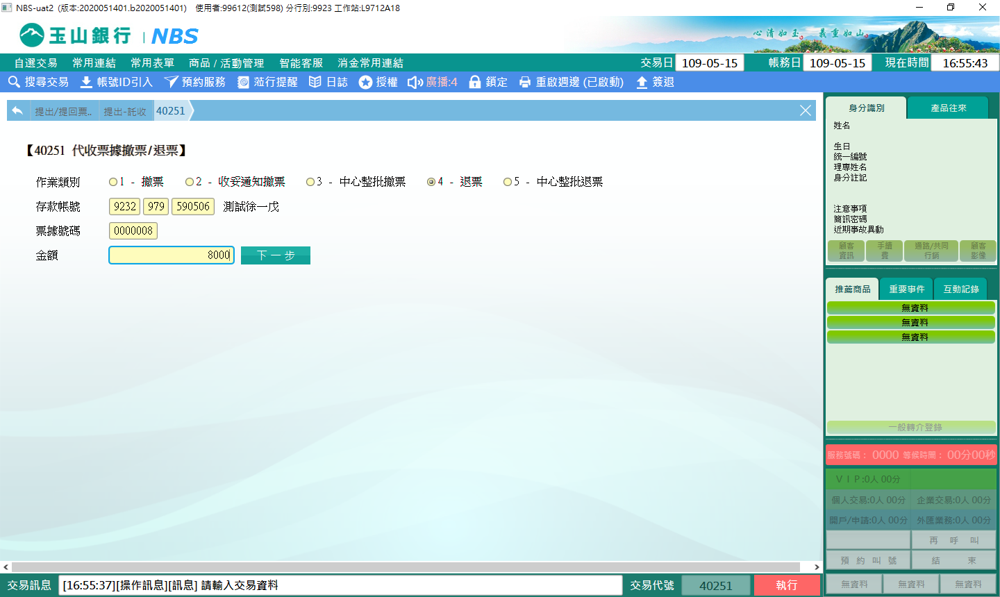 NBS-uat2 (版本:2020051401.b2020051401) 使用者:99612(測試598) 分行別:9923 工作站:L9712A18
玉山銀行 | NBS
心清如玉。 義重如山。
自選交易 常用連結 常用表單 商品 / 活動管理 智能客服 消金常用連結 交易日 109-05-15 帳務日 109-05-15 現在時間 16:55:43
搜尋交易 帳號ID引入 預約服務 蒞行提醒 日誌 授權 廣播:4 鎖定 重啟週邊 (已啟動) 簽退
提出/提回票.. 提出-託收 40251
【40251 代收票據撤票/退票】
作業類別 1 - 撤票 2 - 收妥通知撤票 3 - 中心整批撤票 4 - 退票 5 - 中心整批退票
存款帳號 9232 979 590506 測試徐一戊
票據號碼 0000008
金額 8000 下一步
身分識別 產品往來
姓名
生日
統一編號
理專姓名
身分註記
注意事項
簡訊密碼
近期事故異動
顧客資訊 手續費 通路/共同行銷 顧客影像
推薦商品 重要事件 互動記錄
無資料
無資料
無資料
一般轉介登錄
服務號碼： 0000 等候時間： 00分00秒
ＶＩＰ:0人 00分
個人交易:0人 00分 企業交易:0人 00分
開戶/申請:0人 00分 外匯業務:0人 00分
再 呼 叫
預 約 叫 號 結 束
無資料 無資料 無資料
交易訊息 [16:55:37][操作訊息][訊息] 請輸入交易資料 交易代號 40251 執行